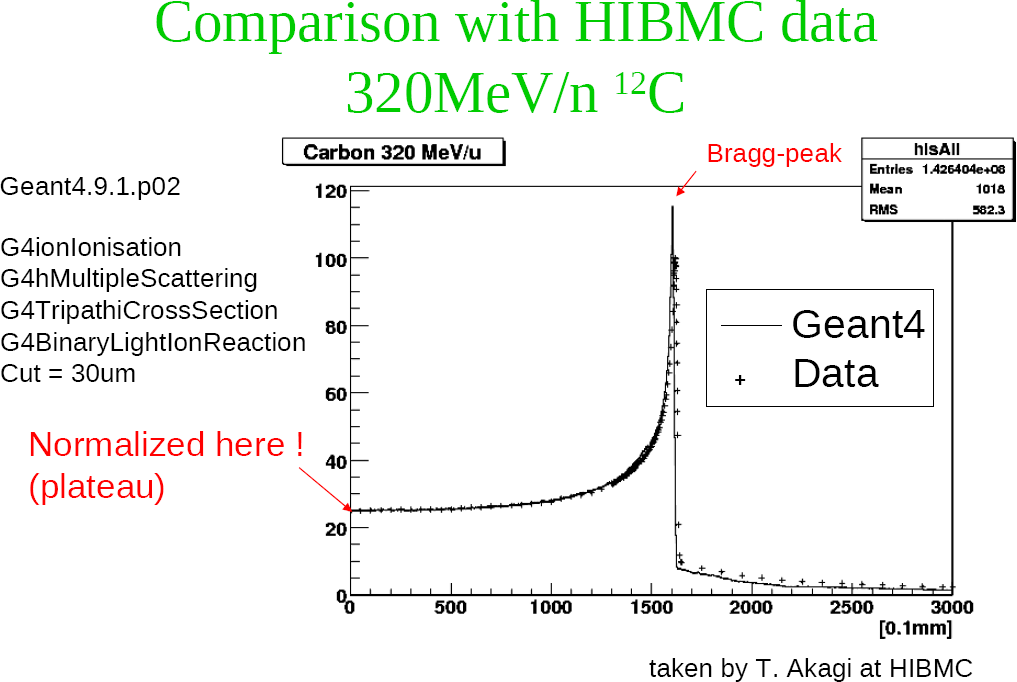 Comparison with HIBMC data
320MeV/n ¹²C
Carbon 320 MeV/u
Bragg-peak
hisAll
Entries 1.426404e+08
Mean 1018
RMS 582.3
Geant4.9.1.p02
G4ionIonisation
G4hMultipleScattering
G4TripathiCrossSection
G4BinaryLightIonReaction
Cut = 30um
Normalized here !
(plateau)
120
100
80
60
40
20
0
Geant4
Data
0 500 1000 1500 2000 2500 3000
[0.1mm]
taken by T. Akagi at HIBMC